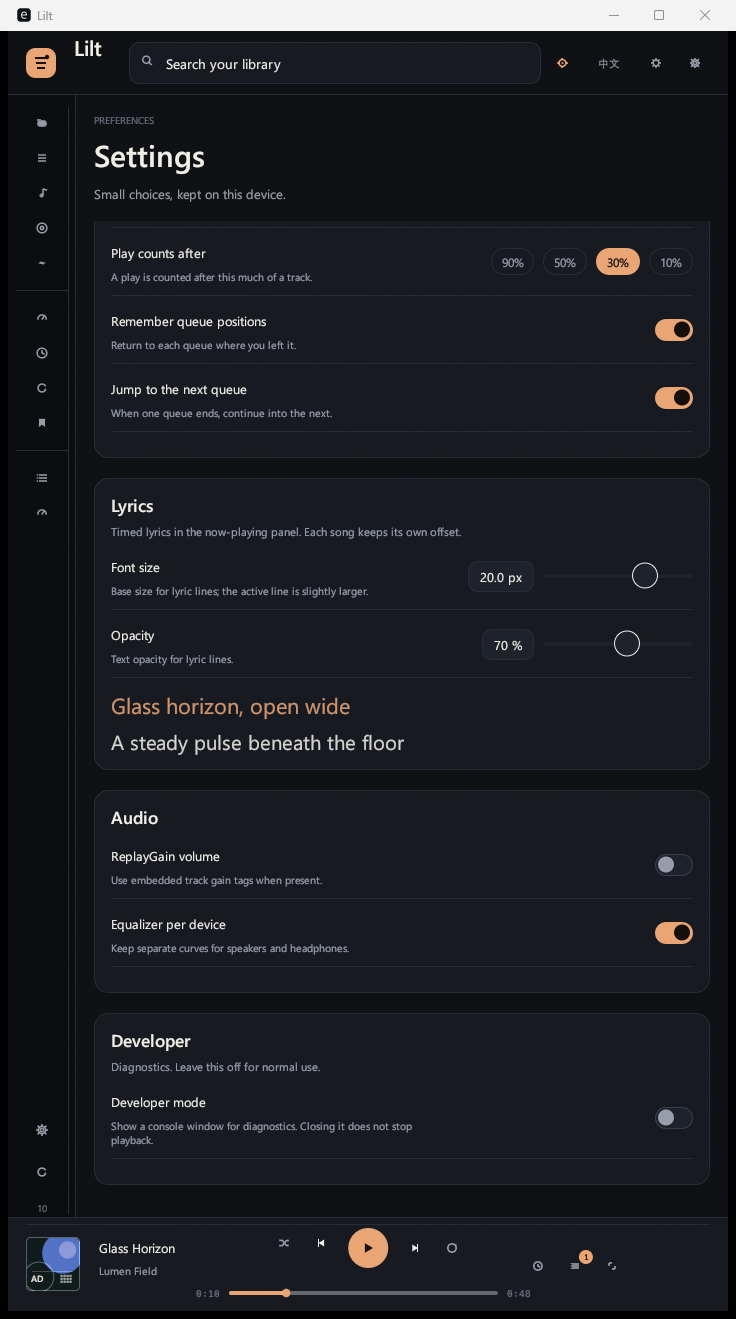 Lilt
Lilt
Search your library
中文
PREFERENCES
Settings
Small choices, kept on this device.
Play counts after
A play is counted after this much of a track.
90%
50%
30%
10%
Remember queue positions
Return to each queue where you left it.
Jump to the next queue
When one queue ends, continue into the next.
Lyrics
Timed lyrics in the now-playing panel. Each song keeps its own offset.
Font size
Base size for lyric lines; the active line is slightly larger.
20.0 px
Opacity
Text opacity for lyric lines.
70 %
Glass horizon, open wide
A steady pulse beneath the floor
Audio
ReplayGain volume
Use embedded track gain tags when present.
Equalizer per device
Keep separate curves for speakers and headphones.
Developer
Diagnostics. Leave this off for normal use.
Developer mode
Show a console window for diagnostics. Closing it does not stop
playback.
10
AD
Glass Horizon
Lumen Field
0:10
0:48
1